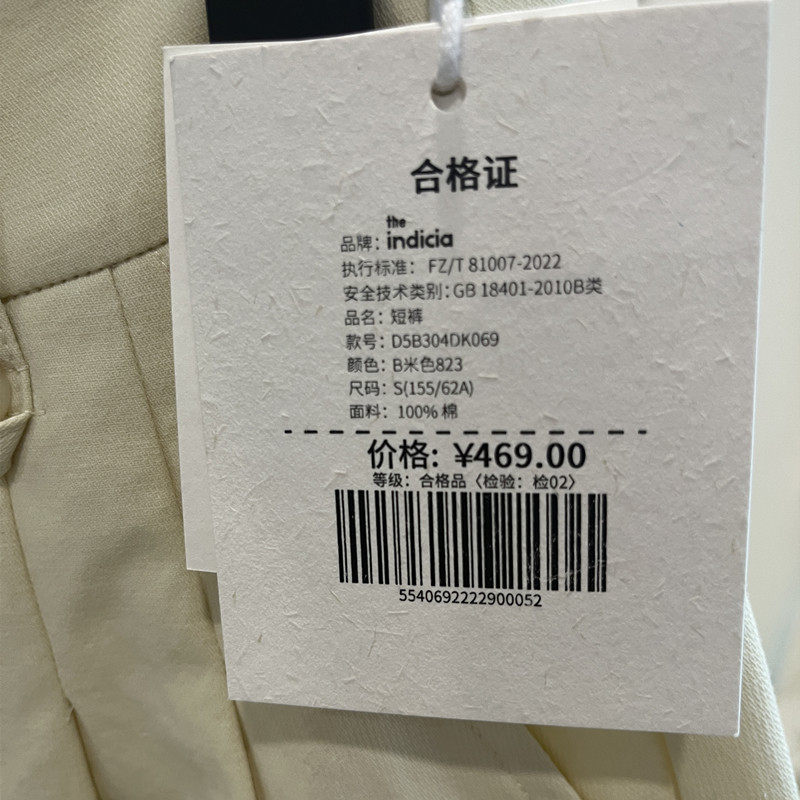 合格证
品牌: the indicia
执行标准: FZ/T 81007-2022
安全技术类别: GB 18401-2010B类
品名: 短裤
款号: D5B304DK069
颜色: B米色823
尺码: S(155/62A)
面料: 100% 棉
价格: ¥469.00
等级: 合格品〈检验: 检02〉
5540692222900052